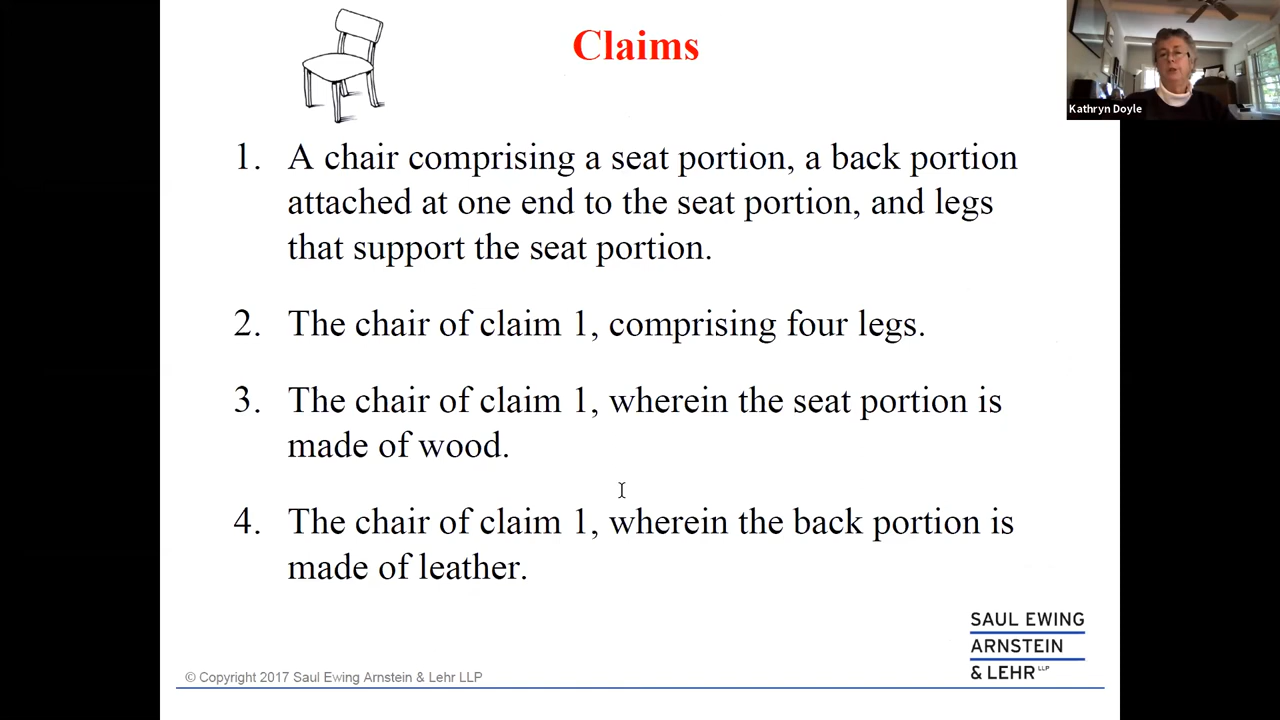 Claims
Kathryn Doyle
1. A chair comprising a seat portion, a back portion
attached at one end to the seat portion, and legs
that support the seat portion.
2. The chair of claim 1, comprising four legs.
3. The chair of claim 1, wherein the seat portion is
made of wood.
4. The chair of claim 1, wherein the back portion is
made of leather.
SAUL EWING
ARNSTEIN
& LEHR LLP
© Copyright 2017 Saul Ewing Arnstein & Lehr LLP